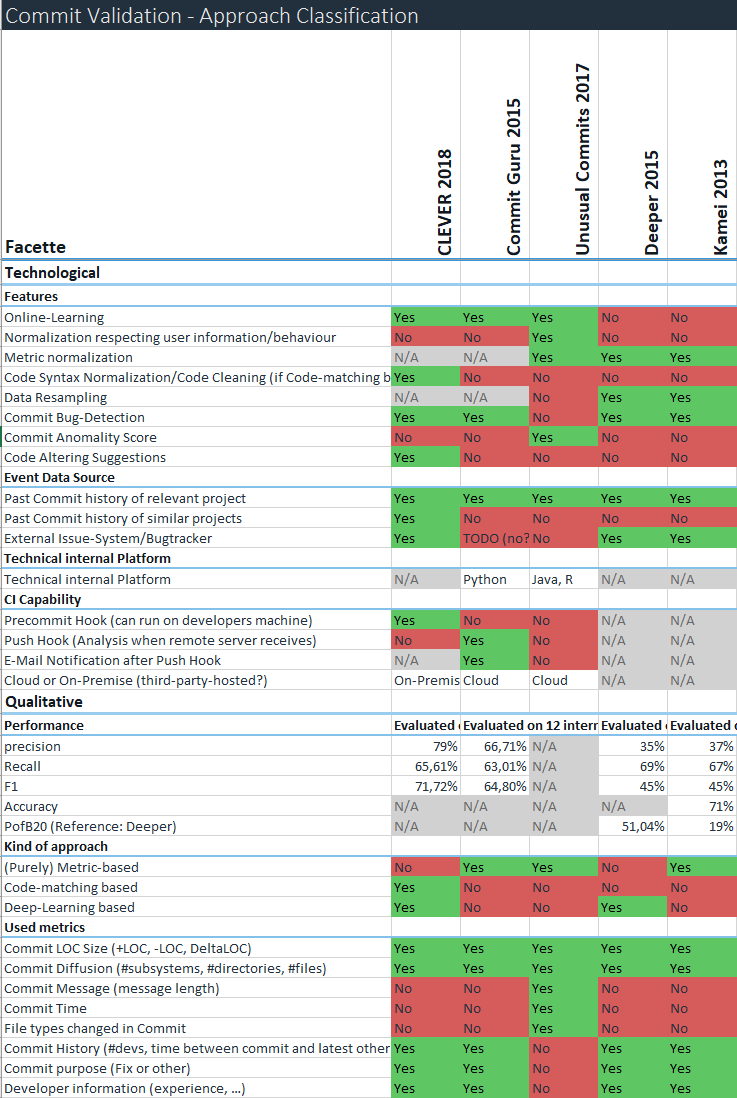 Commit Validation - Approach Classification
Facette CLEVER 2018 Commit Guru 2015 Unusual Commits 2017 Deeper 2015 Kamei 2013
Technological
Features
Online-Learning Yes Yes Yes No No
Normalization respecting user information/behaviour No No Yes No No
Metric normalization N/A N/A Yes Yes Yes
Code Syntax Normalization/Code Cleaning (if Code-matching b Yes No No No No
Data Resampling N/A N/A No Yes Yes
Commit Bug-Detection Yes Yes No Yes Yes
Commit Anomality Score No No Yes No No
Code Altering Suggestions Yes No No No No
Event Data Source
Past Commit history of relevant project Yes Yes Yes Yes Yes
Past Commit history of similar projects Yes No No No No
External Issue-System/Bugtracker Yes TODO (no? No Yes Yes
Technical internal Platform
Technical internal Platform N/A Python Java, R N/A N/A
CI Capability
Precommit Hook (can run on developers machine) Yes No No N/A N/A
Push Hook (Analysis when remote server receives) No Yes No N/A N/A
E-Mail Notification after Push Hook N/A Yes No N/A N/A
Cloud or On-Premise (third-party-hosted?) On-Premis Cloud Cloud N/A N/A
Qualitative
Performance Evaluated Evaluated on 12 intern Evaluated Evaluated
precision 79% 66,71% N/A 35% 37%
Recall 65,61% 63,01% N/A 69% 67%
F1 71,72% 64,80% N/A 45% 45%
Accuracy N/A N/A N/A N/A 71%
PofB20 (Reference: Deeper) N/A N/A N/A 51,04% 19%
Kind of approach
(Purely) Metric-based No Yes Yes No Yes
Code-matching based Yes No No No No
Deep-Learning based Yes No No Yes No
Used metrics
Commit LOC Size (+LOC, -LOC, DeltaLOC) Yes Yes Yes Yes Yes
Commit Diffusion (#subsystems, #directories, #files) Yes Yes Yes Yes Yes
Commit Message (message length) No No Yes No No
Commit Time No No Yes No No
File types changed in Commit No No Yes No No
Commit History (#devs, time between commit and latest other Yes Yes No Yes Yes
Commit purpose (Fix or other) Yes Yes No Yes Yes
Developer information (experience, …) Yes Yes No Yes Yes